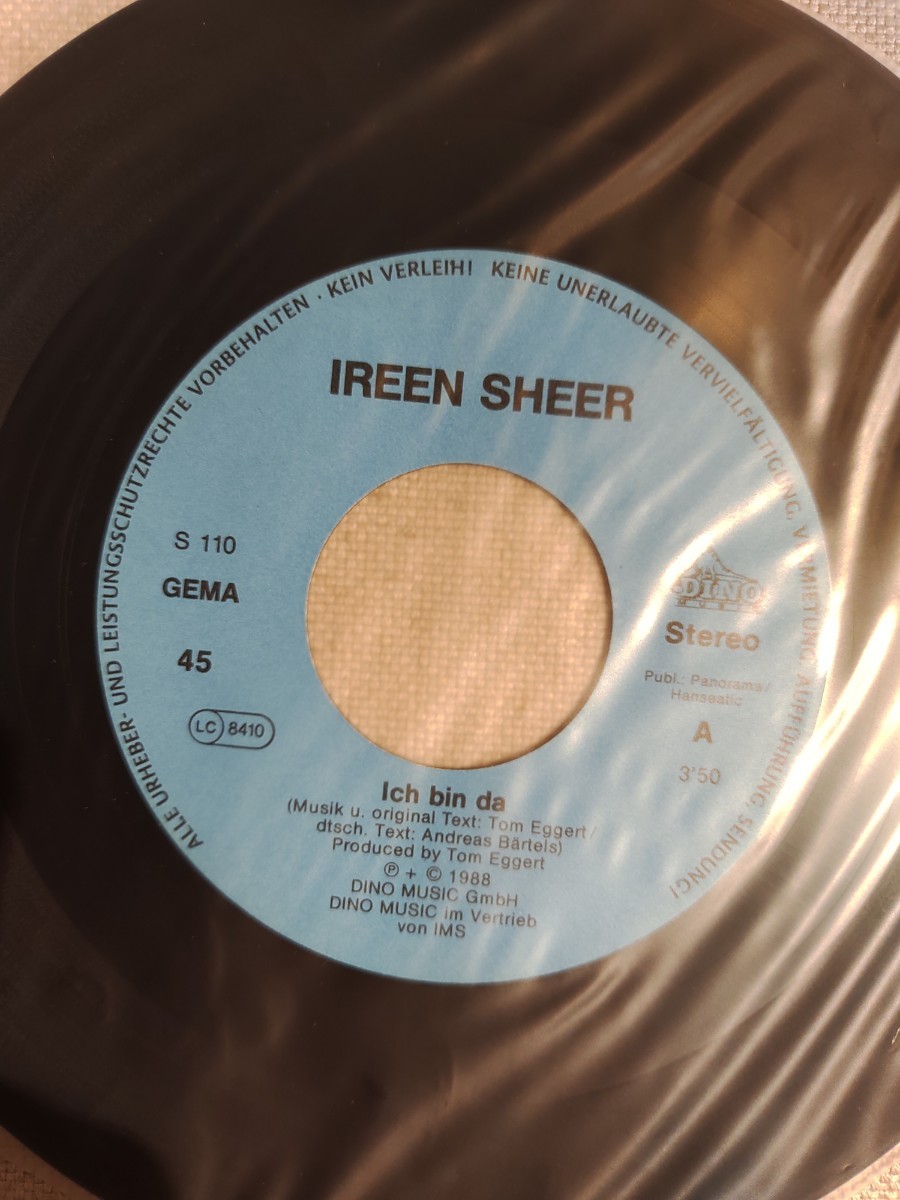 ALLE URHEBER- UND LEISTUNGSSCHUTZRECHTE VORBEHALTEN · KEIN VERLEIH! KEINE UNERLAUBTE VERVIELFÄLTIGUNG, VERMIETUNG, AUFFÜHRUNG, SENDUNG!
IREEN SHEER
S 110
GEMA
45
LC 8410
DINO
MUSIC
Stereo
Publ.: Panorama/
Hanseatic
A
3'50
Ich bin da
(Musik u. original Text: Tom Eggert/
dtsch. Text: Andreas Bärtels)
Produced by Tom Eggert
℗ + © 1988
DINO MUSIC GmbH
DINO MUSIC im Vertrieb
von IMS